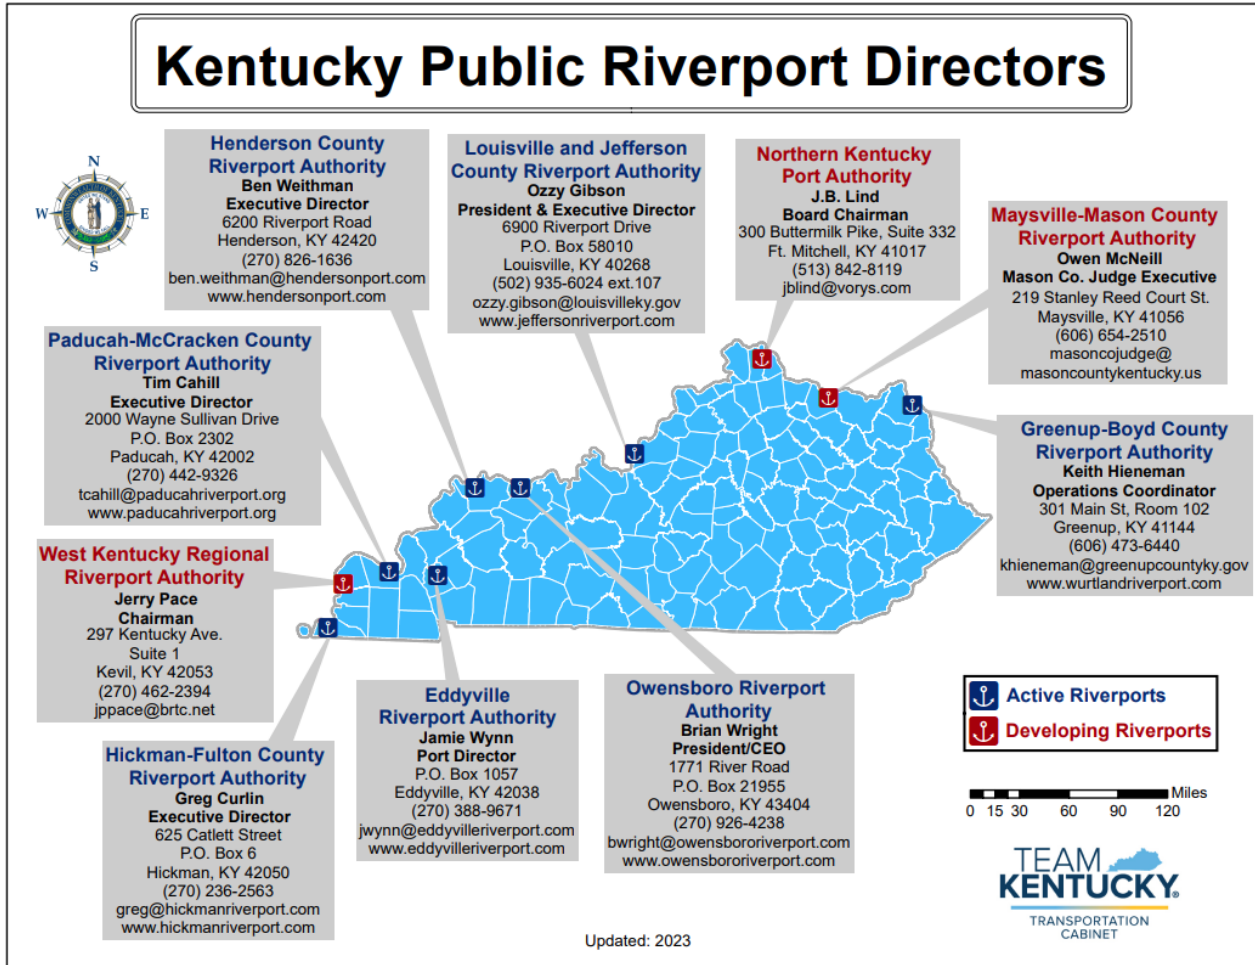 Kentucky Public Riverport Directors
N
W
E
S
Henderson County
Riverport Authority
Ben Weithman
Executive Director
6200 Riverport Road
Henderson, KY 42420
(270) 826-1636
ben.weithman@hendersonport.com
www.hendersonport.com
Louisville and Jefferson
County Riverport Authority
Ozzy Gibson
President & Executive Director
6900 Riverport Drive
P.O. Box 58010
Louisville, KY 40268
(502) 935-6024 ext.107
ozzy.gibson@louisvilleky.gov
www.jeffersonriverport.com
Northern Kentucky
Port Authority
J.B. Lind
Board Chairman
300 Buttermilk Pike, Suite 332
Ft. Mitchell, KY 41017
(513) 842-8119
jblind@vorys.com
Maysville-Mason County
Riverport Authority
Owen McNeill
Mason Co. Judge Executive
219 Stanley Reed Court St.
Maysville, KY 41056
(606) 654-2510
masoncojudge@
masoncountykentucky.us
Paducah-McCracken County
Riverport Authority
Tim Cahill
Executive Director
2000 Wayne Sullivan Drive
P.O. Box 2302
Paducah, KY 42002
(270) 442-9326
tcahill@paducahriverport.org
www.paducahriverport.org
Greenup-Boyd County
Riverport Authority
Keith Hieneman
Operations Coordinator
301 Main St, Room 102
Greenup, KY 41144
(606) 473-6440
khieneman@greenupcountyky.gov
www.wurtlandriverport.com
West Kentucky Regional
Riverport Authority
Jerry Pace
Chairman
297 Kentucky Ave.
Suite 1
Kevil, KY 42053
(270) 462-2394
jppace@brtc.net
Eddyville
Riverport Authority
Jamie Wynn
Port Director
P.O. Box 1057
Eddyville, KY 42038
(270) 388-9671
jwynn@eddyvilleriverport.com
www.eddyvilleriverport.com
Owensboro Riverport
Authority
Brian Wright
President/CEO
1771 River Road
P.O. Box 21955
Owensboro, KY 43404
(270) 926-4238
bwright@owensbororiverport.com
www.owensbororiverport.com
Hickman-Fulton County
Riverport Authority
Greg Curlin
Executive Director
625 Catlett Street
P.O. Box 6
Hickman, KY 42050
(270) 236-2563
greg@hickmanriverport.com
www.hickmanriverport.com
Active Riverports
Developing Riverports
Miles
0 15 30 60 90 120
TEAM
KENTUCKY®
TRANSPORTATION
CABINET
Updated: 2023